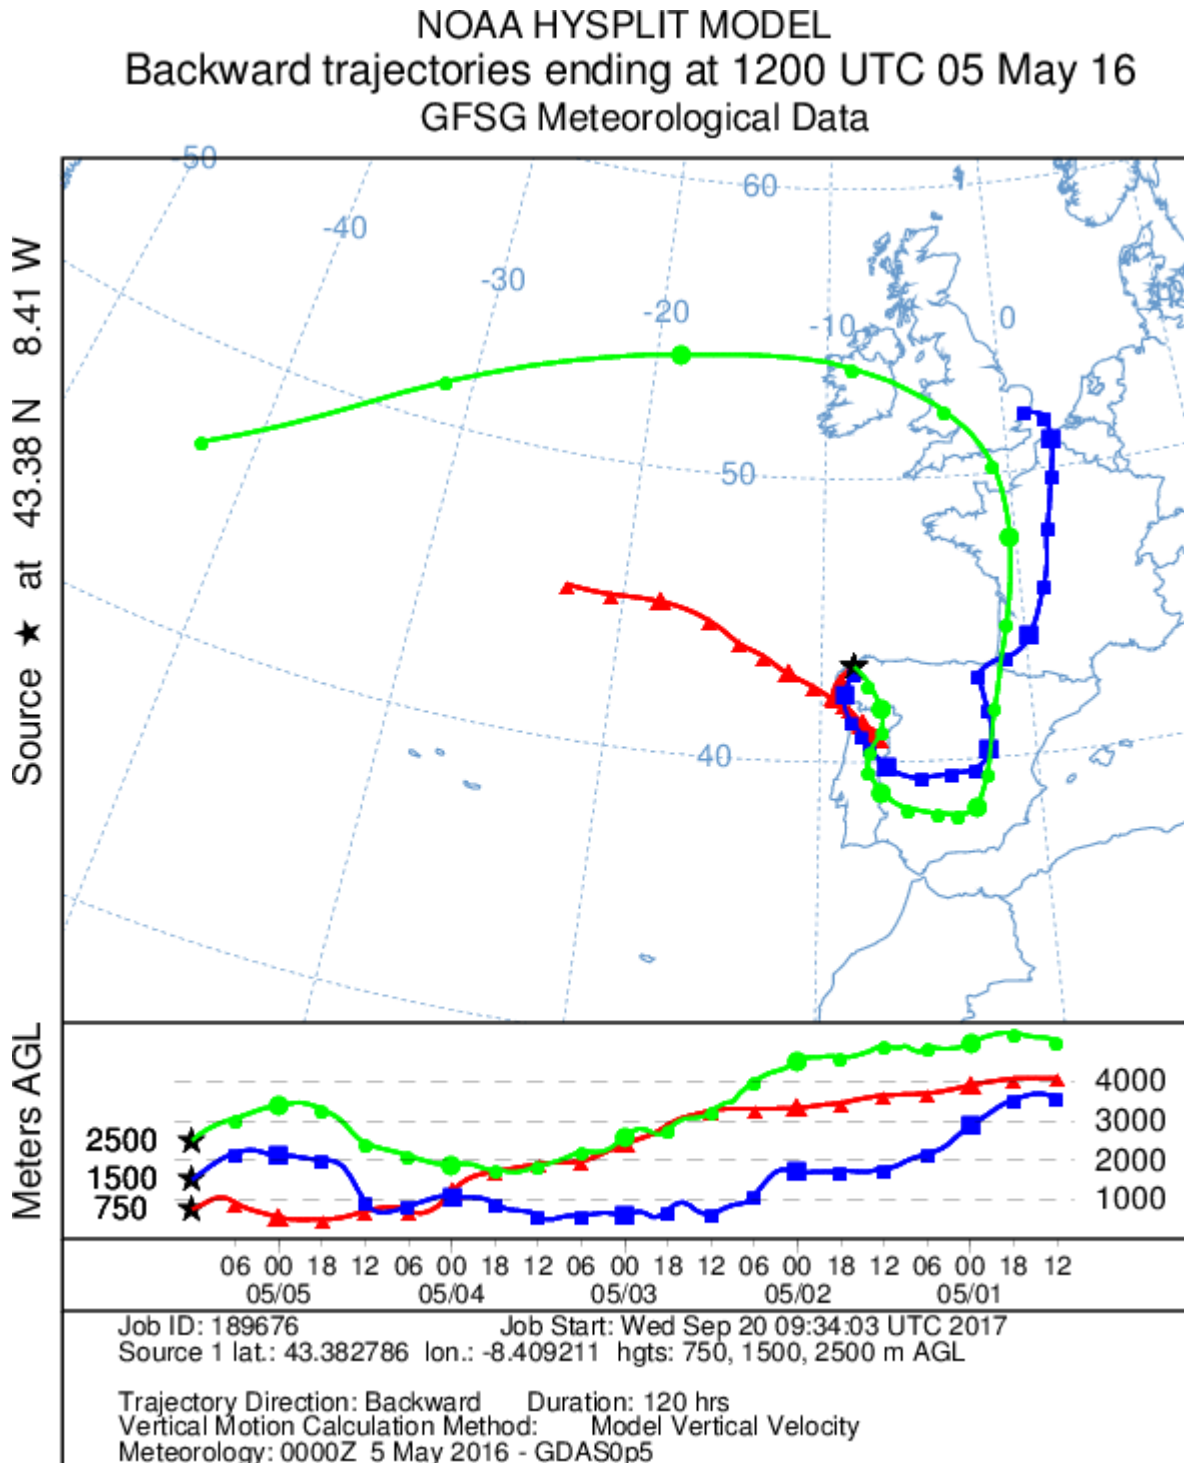 NOAA HYSPLIT MODEL
Backward trajectories ending at 1200 UTC 05 May 16
GFSG Meteorological Data
Source ★ at 43.38 N 8.41 W
-50
-40
-30
-20
-10
0
60
50
40
Meters AGL
2500
1500
750
4000
3000
2000
1000
06 00 18 12 06 00 18 12 06 00 18 12 06 00 18 12 06 00 18 12
05/05 05/04 05/03 05/02 05/01
Job ID: 189676 Job Start: Wed Sep 20 09:34:03 UTC 2017
Source 1 lat.: 43.382786 lon.: -8.409211 hgts: 750, 1500, 2500 m AGL
Trajectory Direction: Backward Duration: 120 hrs
Vertical Motion Calculation Method: Model Vertical Velocity
Meteorology: 0000Z 5 May 2016 - GDAS0p5